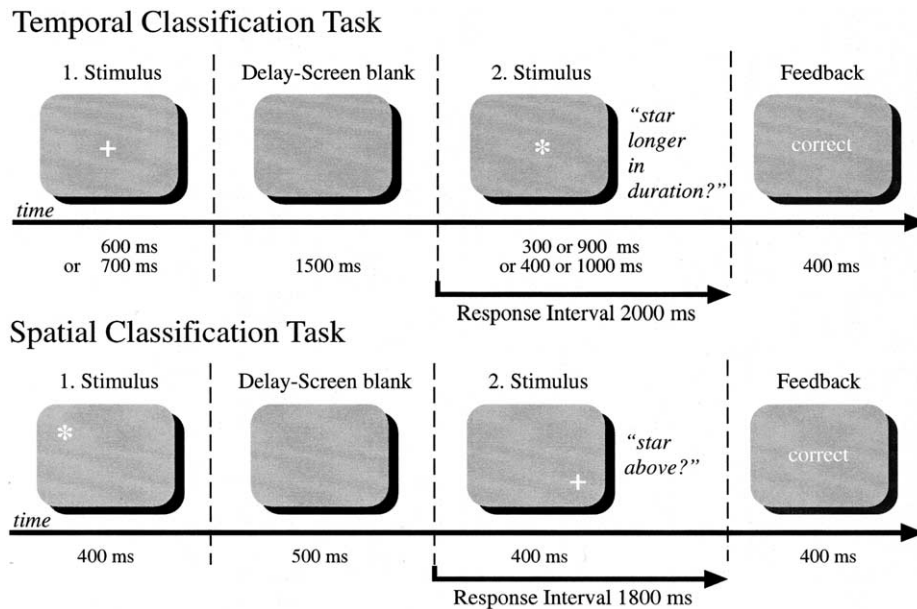 Temporal Classification Task
1. Stimulus
Delay-Screen blank
2. Stimulus
Feedback
+
*
“star
longer
in
duration?”
correct
time
600 ms
or 700 ms
1500 ms
300 or 900 ms
or 400 or 1000 ms
400 ms
Response Interval 2000 ms
Spatial Classification Task
1. Stimulus
Delay-Screen blank
2. Stimulus
Feedback
*
+
“star
above?”
correct
time
400 ms
500 ms
400 ms
400 ms
Response Interval 1800 ms